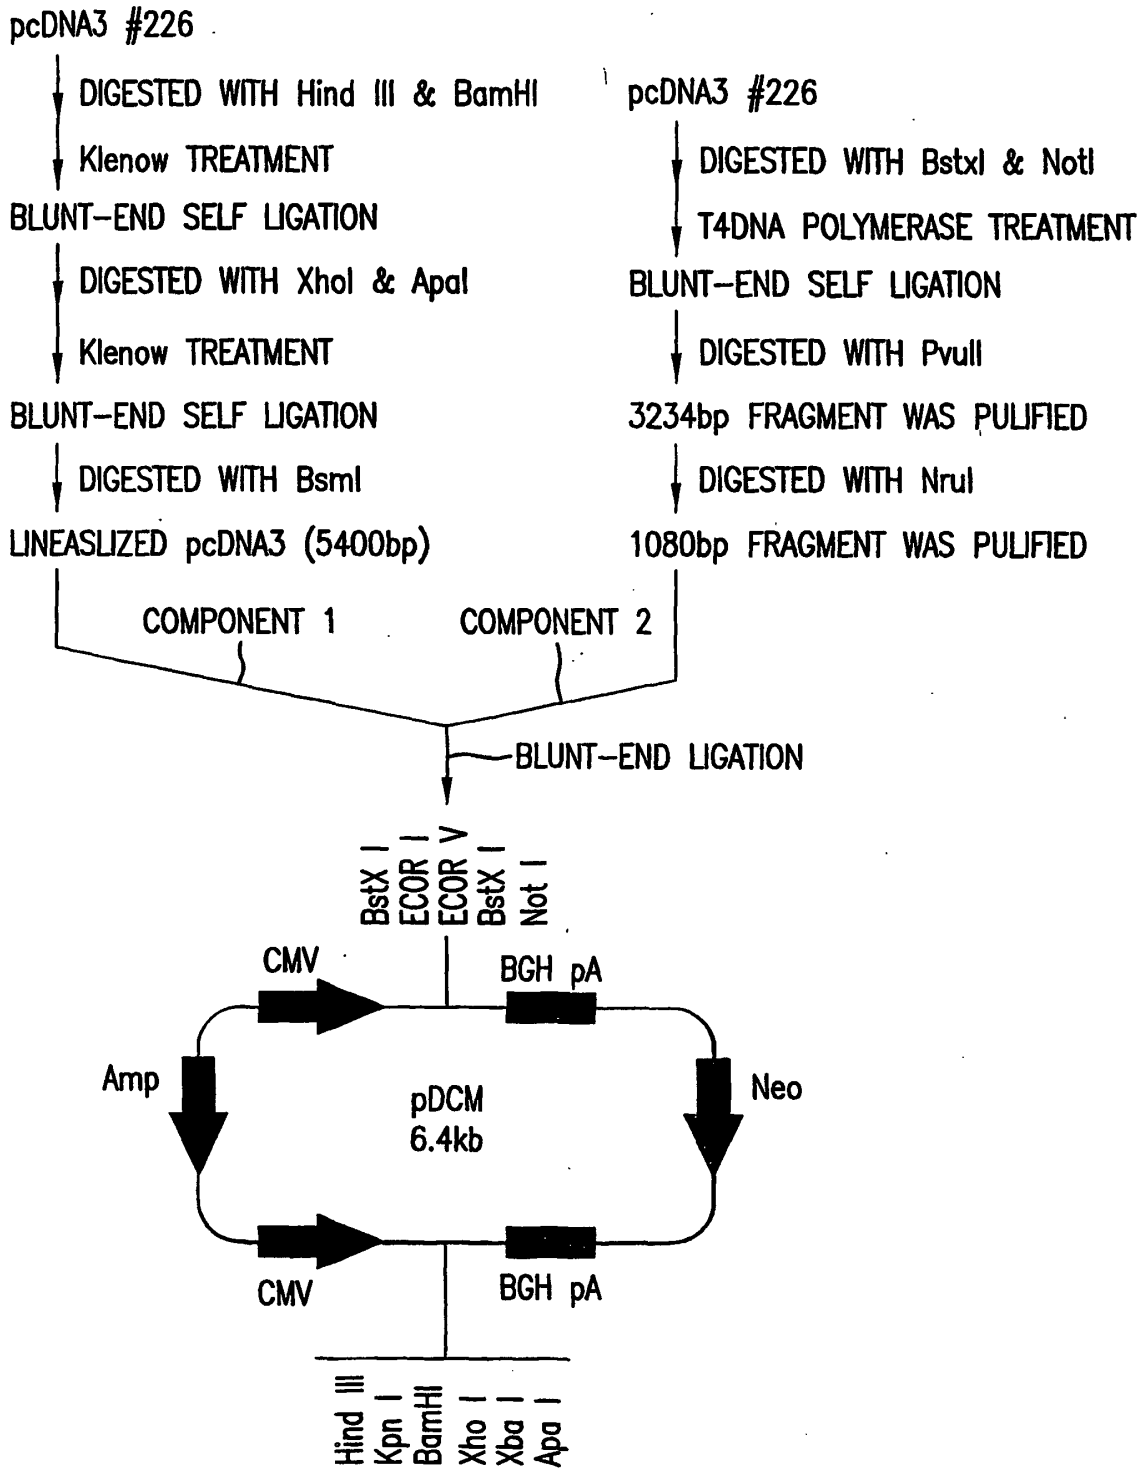 pcDNA3 #226
DIGESTED WITH Hind III & BamHI
Klenow TREATMENT
BLUNT-END SELF LIGATION
DIGESTED WITH XhoI & ApaI
Klenow TREATMENT
BLUNT-END SELF LIGATION
DIGESTED WITH BsmI
LINEASLIZED pcDNA3 (5400bp)
pcDNA3 #226
DIGESTED WITH BstxI & NotI
T4DNA POLYMERASE TREATMENT
BLUNT-END SELF LIGATION
DIGESTED WITH PvuII
3234bp FRAGMENT WAS PULIFIED
DIGESTED WITH NruI
1080bp FRAGMENT WAS PULIFIED
COMPONENT 1
COMPONENT 2
BLUNT-END LIGATION
BstX I
ECOR I
ECOR V
BstX I
Not I
CMV
BGH pA
Amp
pDCM
6.4kb
Neo
CMV
BGH pA
Hind III
Kpn I
BamHI
Xho I
Xba I
Apa I